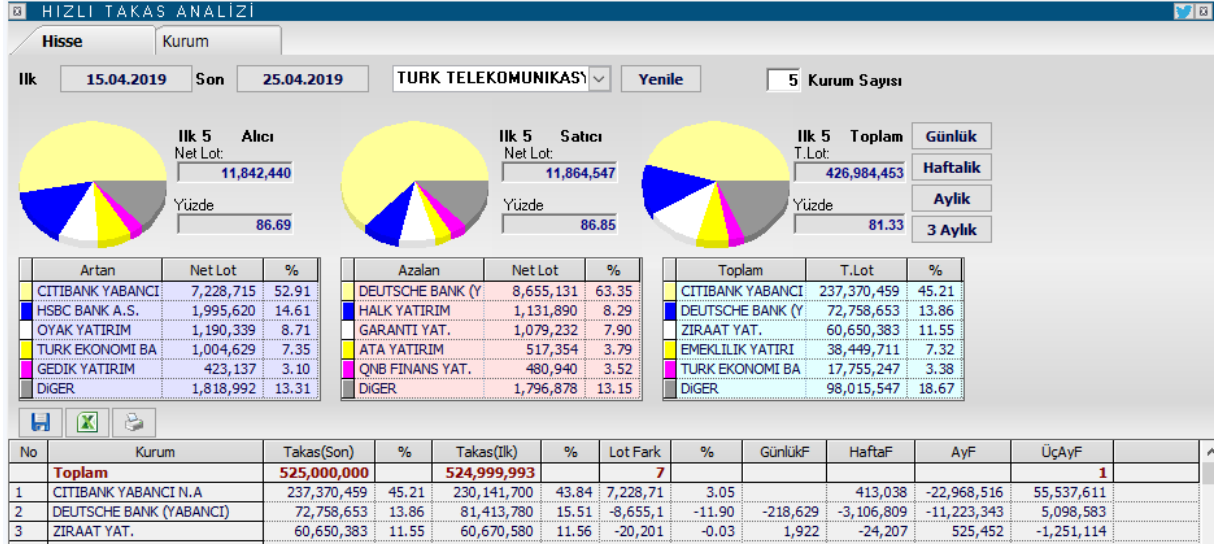 HIZLI TAKAS ANALİZİ
Hisse Kurum
Ilk 15.04.2019 Son 25.04.2019 TURK TELEKOMUNIKASY Yenile 5 Kurum Sayısı
Ilk 5 Alıcı
Net Lot:
11,842,440
Yüzde
86.69
Ilk 5 Satıcı
Net Lot:
11,864,547
Yüzde
86.85
Ilk 5 Toplam
T.Lot:
426,984,453
Yüzde
81.33
Günlük
Haftalik
Aylik
3 Aylık
Artan Net Lot %
CITIBANK YABANCI 7,228,715 52.91
HSBC BANK A.S. 1,995,620 14.61
OYAK YATIRIM 1,190,339 8.71
TURK EKONOMI BA 1,004,629 7.35
GEDIK YATIRIM 423,137 3.10
DiGER 1,818,992 13.31
Azalan Net Lot %
DEUTSCHE BANK (Y 8,655,131 63.35
HALK YATIRIM 1,131,890 8.29
GARANTI YAT. 1,079,232 7.90
ATA YATIRIM 517,354 3.79
QNB FINANS YAT. 480,940 3.52
DiGER 1,796,878 13.15
Toplam T.Lot %
CITIBANK YABANCI 237,370,459 45.21
DEUTSCHE BANK (Y 72,758,653 13.86
ZIRAAT YAT. 60,650,383 11.55
EMEKLILIK YATIRI 38,449,711 7.32
TURK EKONOMI BA 17,755,247 3.38
DiGER 98,015,547 18.67
No Kurum Takas(Son) % Takas(Ilk) % Lot Fark % GünlükF HaftaF AyF ÜçAyF
Toplam 525,000,000 524,999,993 7 1
1 CITIBANK YABANCI N.A 237,370,459 45.21 230,141,700 43.84 7,228,71 3.05 413,038 -22,968,516 55,537,611
2 DEUTSCHE BANK (YABANCI) 72,758,653 13.86 81,413,780 15.51 -8,655,1 -11.90 -218,629 -3,106,809 -11,223,343 5,098,583
3 ZIRAAT YAT. 60,650,383 11.55 60,670,580 11.56 -20,201 -0.03 1,922 -24,207 525,452 -1,251,114